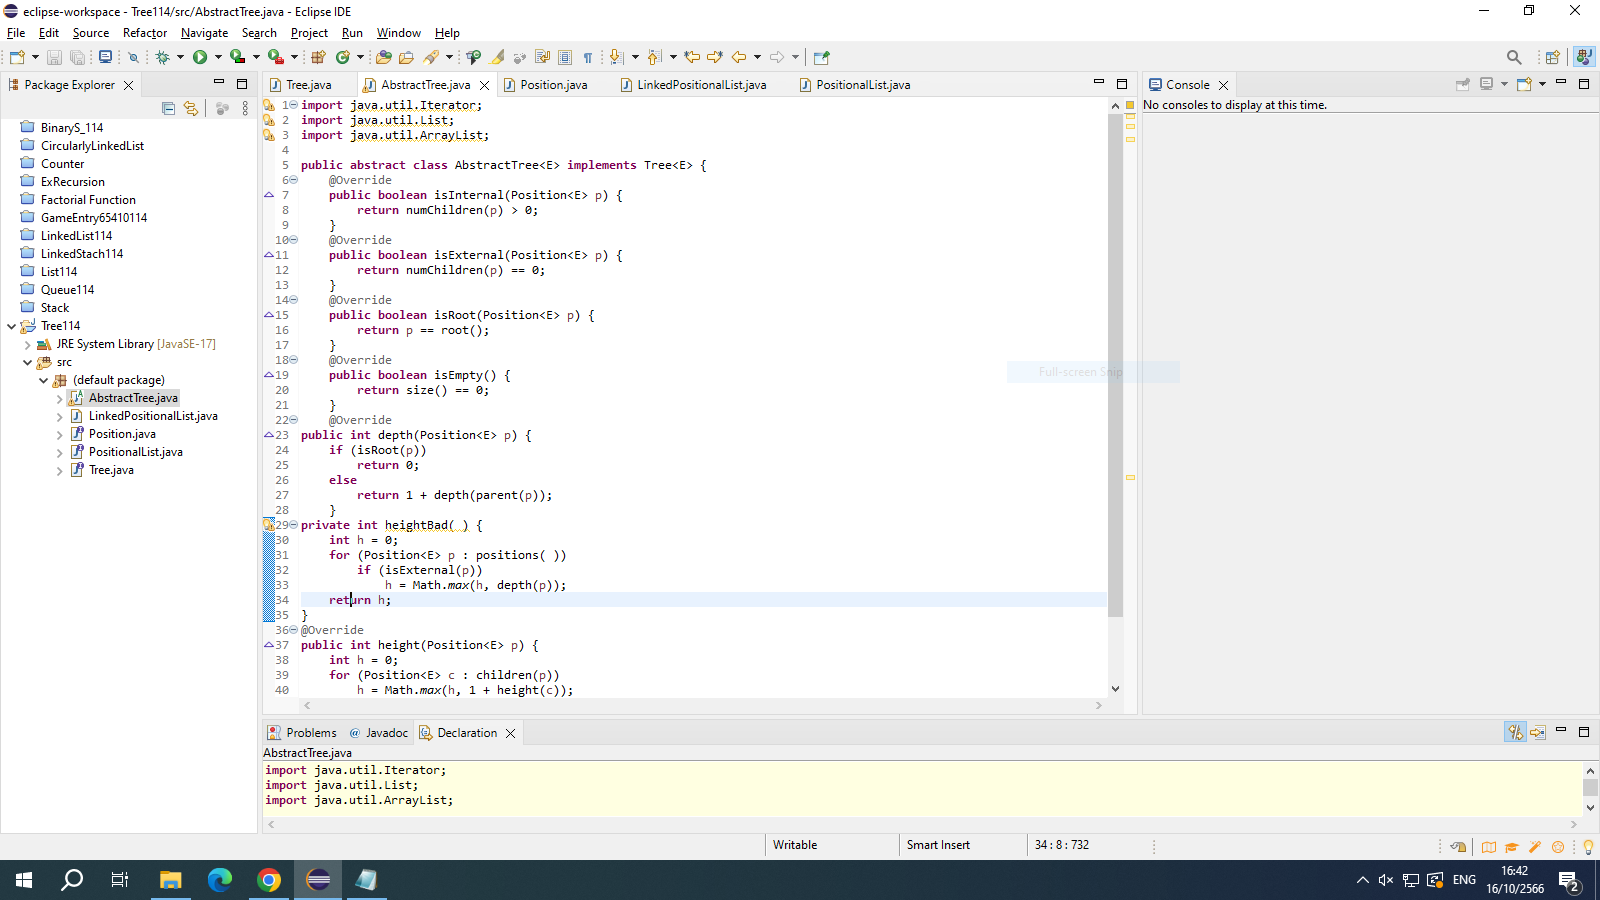 eclipse-workspace - Tree114/src/AbstractTree.java - Eclipse IDE
File Edit Source Refactor Navigate Search Project Run Window Help
Package Explorer
BinaryS_114
CircularlyLinkedList
Counter
ExRecursion
Factorial Function
GameEntry65410114
LinkedList114
LinkedStach114
List114
Queue114
Stack
Tree114
JRE System Library [JavaSE-17]
src
(default package)
AbstractTree.java
LinkedPositionalList.java
Position.java
PositionalList.java
Tree.java
Tree.java AbstractTree.java Position.java LinkedPositionalList.java PositionalList.java
1 import java.util.Iterator;
2 import java.util.List;
3 import java.util.ArrayList;
4
5 public abstract class AbstractTree<E> implements Tree<E> {
6 @Override
7 public boolean isInternal(Position<E> p) {
8 return numChildren(p) > 0;
9 }
10 @Override
11 public boolean isExternal(Position<E> p) {
12 return numChildren(p) == 0;
13 }
14 @Override
15 public boolean isRoot(Position<E> p) {
16 return p == root();
17 }
18 @Override
19 public boolean isEmpty() {
20 return size() == 0;
21 }
22 @Override
23 public int depth(Position<E> p) {
24 if (isRoot(p))
25 return 0;
26 else
27 return 1 + depth(parent(p));
28 }
29 private int heightBad( ) {
30 int h = 0;
31 for (Position<E> p : positions( ))
32 if (isExternal(p))
33 h = Math.max(h, depth(p));
34 return h;
35 }
36 @Override
37 public int height(Position<E> p) {
38 int h = 0;
39 for (Position<E> c : children(p))
40 h = Math.max(h, 1 + height(c));
Full-screen Snip
Console
No consoles to display at this time.
Problems @ Javadoc Declaration
AbstractTree.java
import java.util.Iterator;
import java.util.List;
import java.util.ArrayList;
Writable Smart Insert 34 : 8 : 732
ENG
16:42
16/10/2566
2